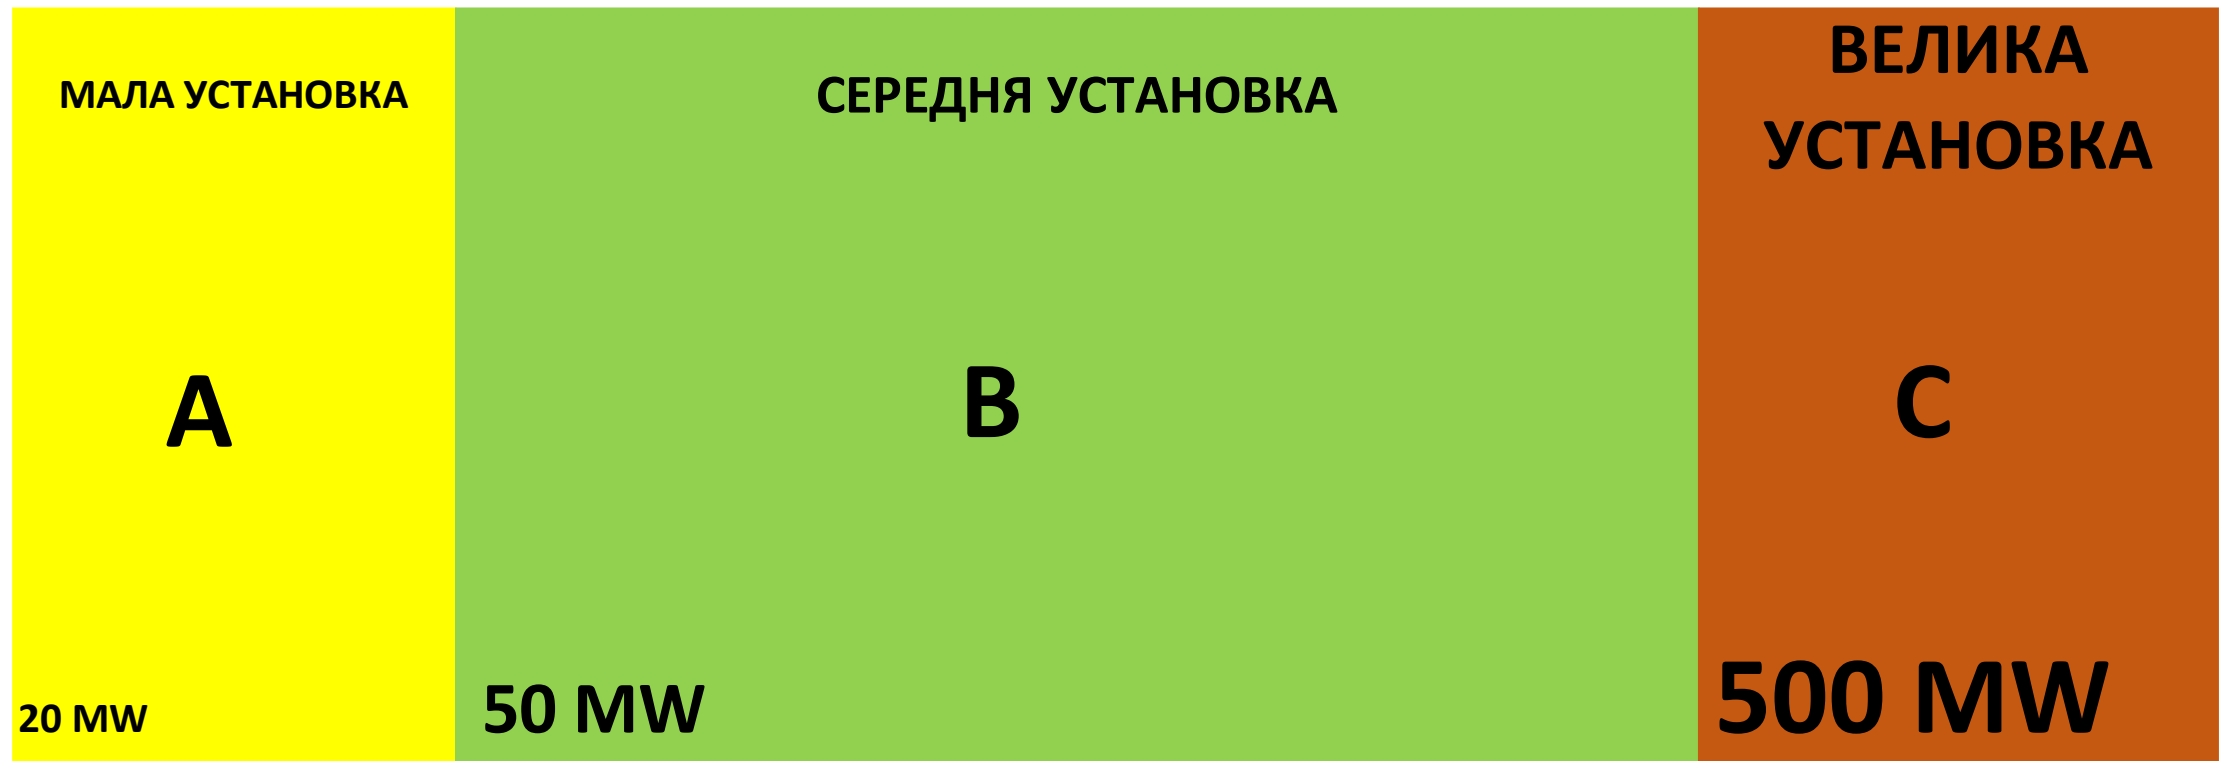 МАЛА УСТАНОВКА
A
20 MW
СЕРЕДНЯ УСТАНОВКА
B
50 MW
ВЕЛИКА
УСТАНОВКА
C
500 MW